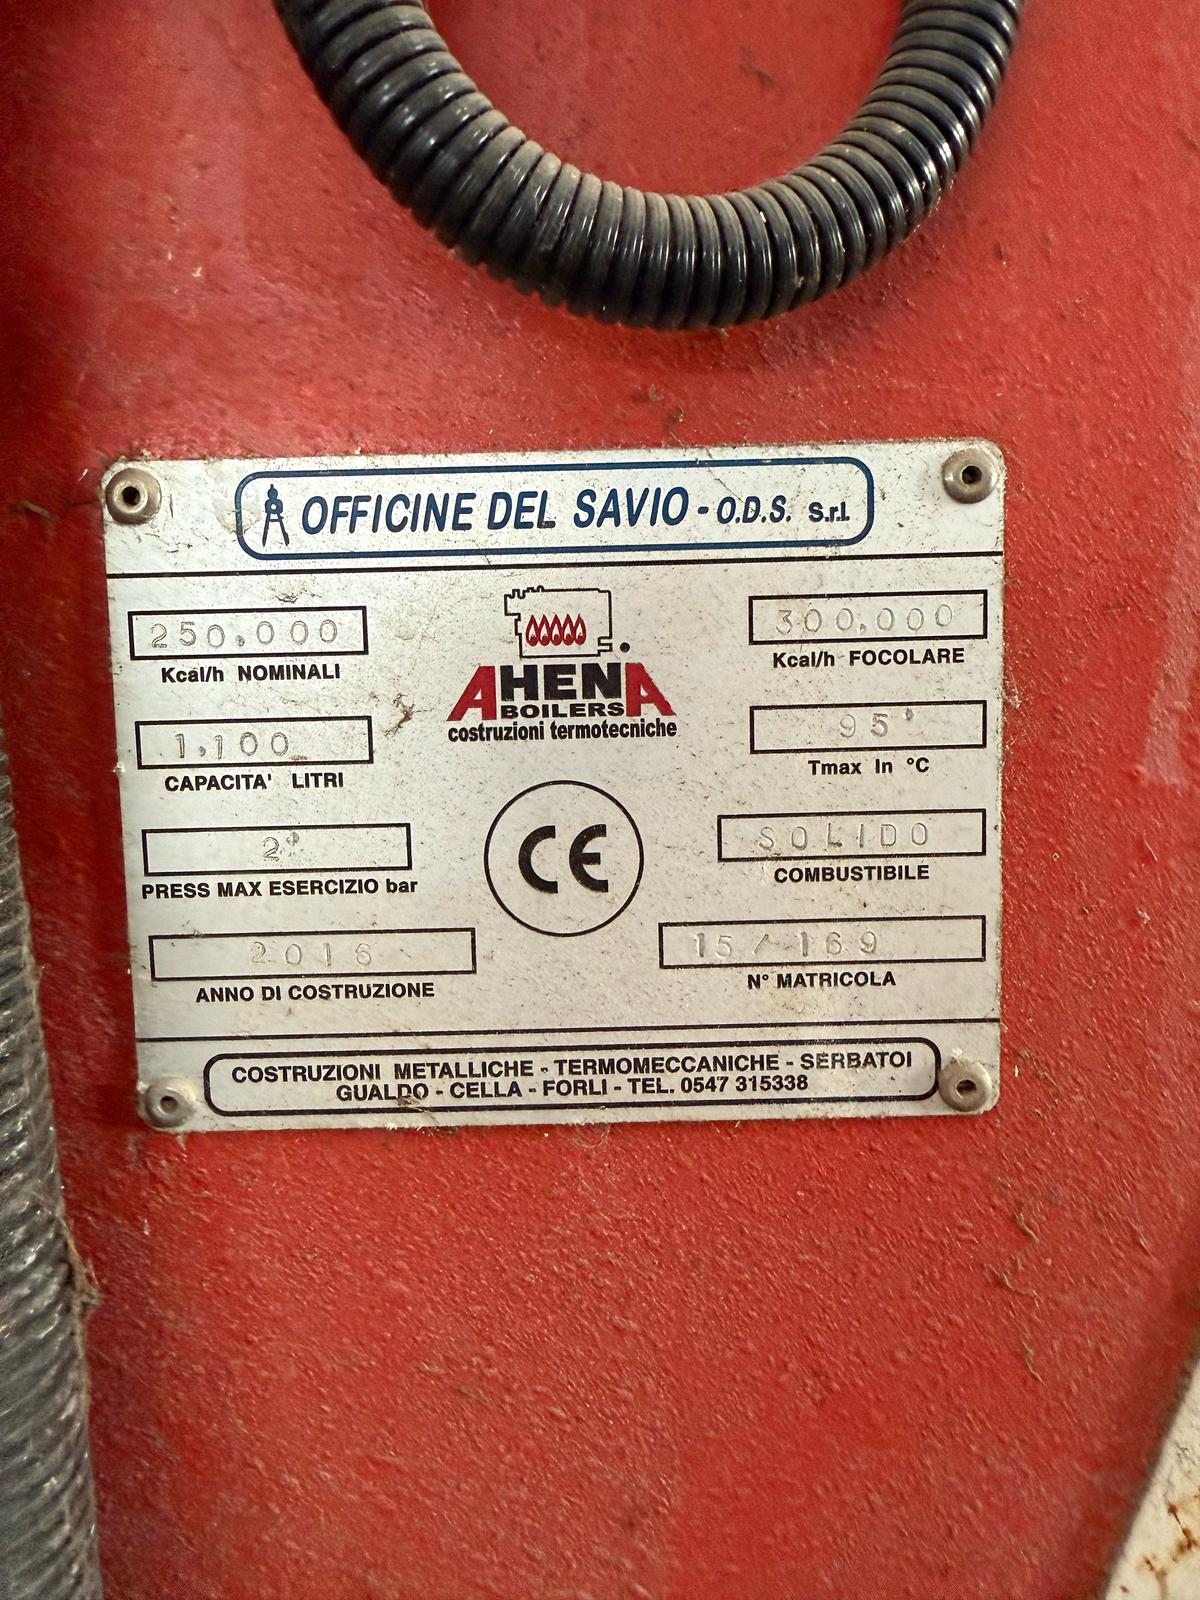 OFFICINE DEL SAVIO - O.D.S. S.r.l.
250.000
Kcal/h NOMINALI
300.000
Kcal/h FOCOLARE
AHENA
BOILERS
costruzioni termotecniche
1.100
CAPACITA' LITRI
95°
Tmax In °C
2°
PRESS MAX ESERCIZIO bar
CE
SOLIDO
COMBUSTIBILE
2016
ANNO DI COSTRUZIONE
15/169
N° MATRICOLA
COSTRUZIONI METALLICHE - TERMOMECCANICHE - SERBATOI
GUALDO - CELLA - FORLI - TEL. 0547 315338